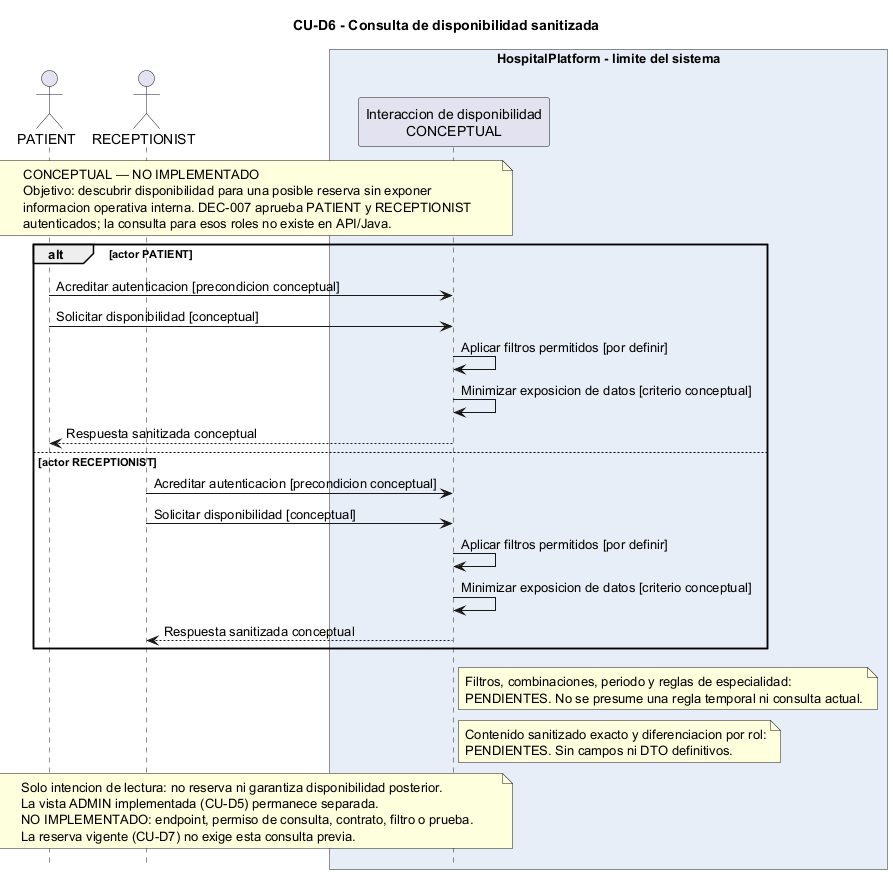 CU-D6 - Consulta de disponibilidad sanitizada
HospitalPlatform - limite del sistema
PATIENT
RECEPTIONIST
Interaccion de disponibilidad
CONCEPTUAL
CONCEPTUAL — NO IMPLEMENTADO
Objetivo: descubrir disponibilidad para una posible reserva sin exponer
informacion operativa interna. DEC-007 aprueba PATIENT y RECEPTIONIST
autenticados; la consulta para esos roles no existe en API/Java.
alt [actor PATIENT]
Acreditar autenticacion [precondicion conceptual]
Solicitar disponibilidad [conceptual]
Aplicar filtros permitidos [por definir]
Minimizar exposicion de datos [criterio conceptual]
Respuesta sanitizada conceptual
[actor RECEPTIONIST]
Acreditar autenticacion [precondicion conceptual]
Solicitar disponibilidad [conceptual]
Aplicar filtros permitidos [por definir]
Minimizar exposicion de datos [criterio conceptual]
Respuesta sanitizada conceptual
Filtros, combinaciones, periodo y reglas de especialidad:
PENDIENTES. No se presume una regla temporal ni consulta actual.
Contenido sanitizado exacto y diferenciacion por rol:
PENDIENTES. Sin campos ni DTO definitivos.
Solo intencion de lectura: no reserva ni garantiza disponibilidad posterior.
La vista ADMIN implementada (CU-D5) permanece separada.
NO IMPLEMENTADO: endpoint, permiso de consulta, contrato, filtro o prueba.
La reserva vigente (CU-D7) no exige esta consulta previa.